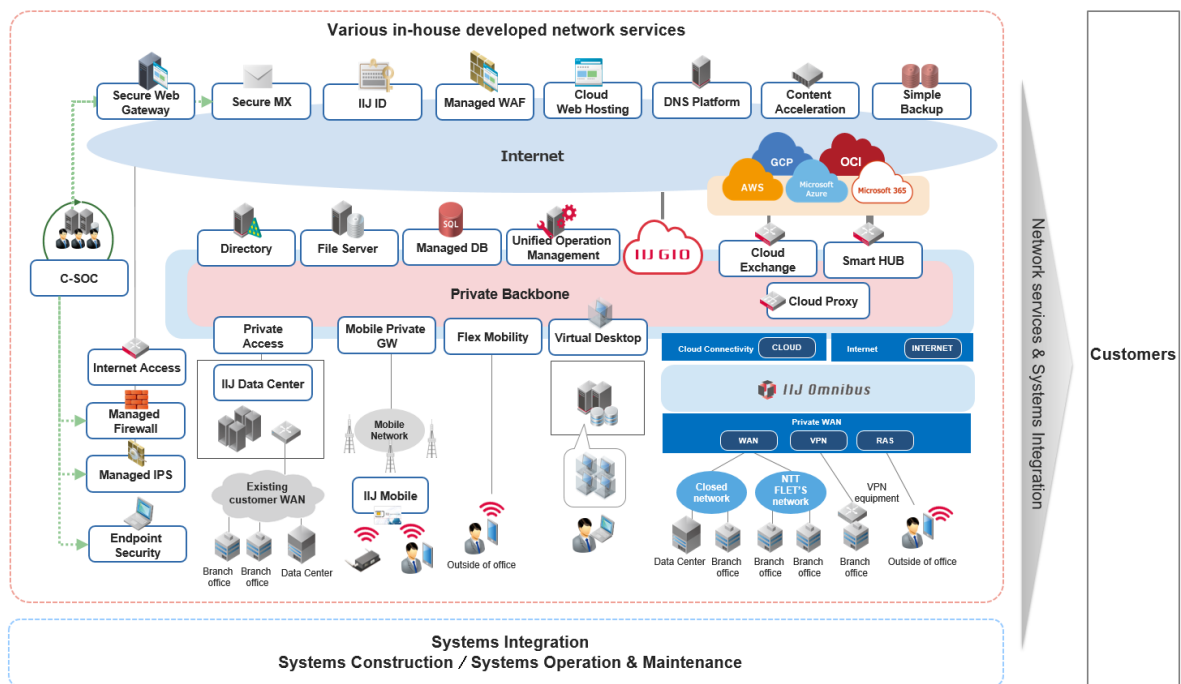 Various in-house developed network services
Secure Web
Gateway
Secure MX
IIJ ID
Managed WAF
Cloud
Web Hosting
DNS Platform
Content
Acceleration
Simple
Backup
Internet
GCP
OCI
AWS
Microsoft
Azure
Microsoft 365
C-SOC
Directory
File Server
SQL
Managed DB
Unified Operation
Management
IIJ GIO
Cloud
Exchange
Smart HUB
Private Backbone
Cloud Proxy
Internet Access
Managed
Firewall
Managed IPS
Endpoint
Security
Private
Access
Mobile Private
GW
Flex Mobility
Virtual Desktop
IIJ Data Center
Mobile
Network
Existing
customer WAN
IIJ Mobile
Branch
office
Branch
office
Data Center
Outside of office
Cloud Connectivity
CLOUD
Internet
INTERNET
IIJ Omnibus
Private WAN
WAN
VPN
RAS
Closed
network
NTT
FLET'S
network
VPN
equipment
Data Center
Branch
office
Branch
office
Branch
office
Branch
office
Outside of office
Network services & Systems Integration
Customers
Systems Integration
Systems Construction / Systems Operation & Maintenance